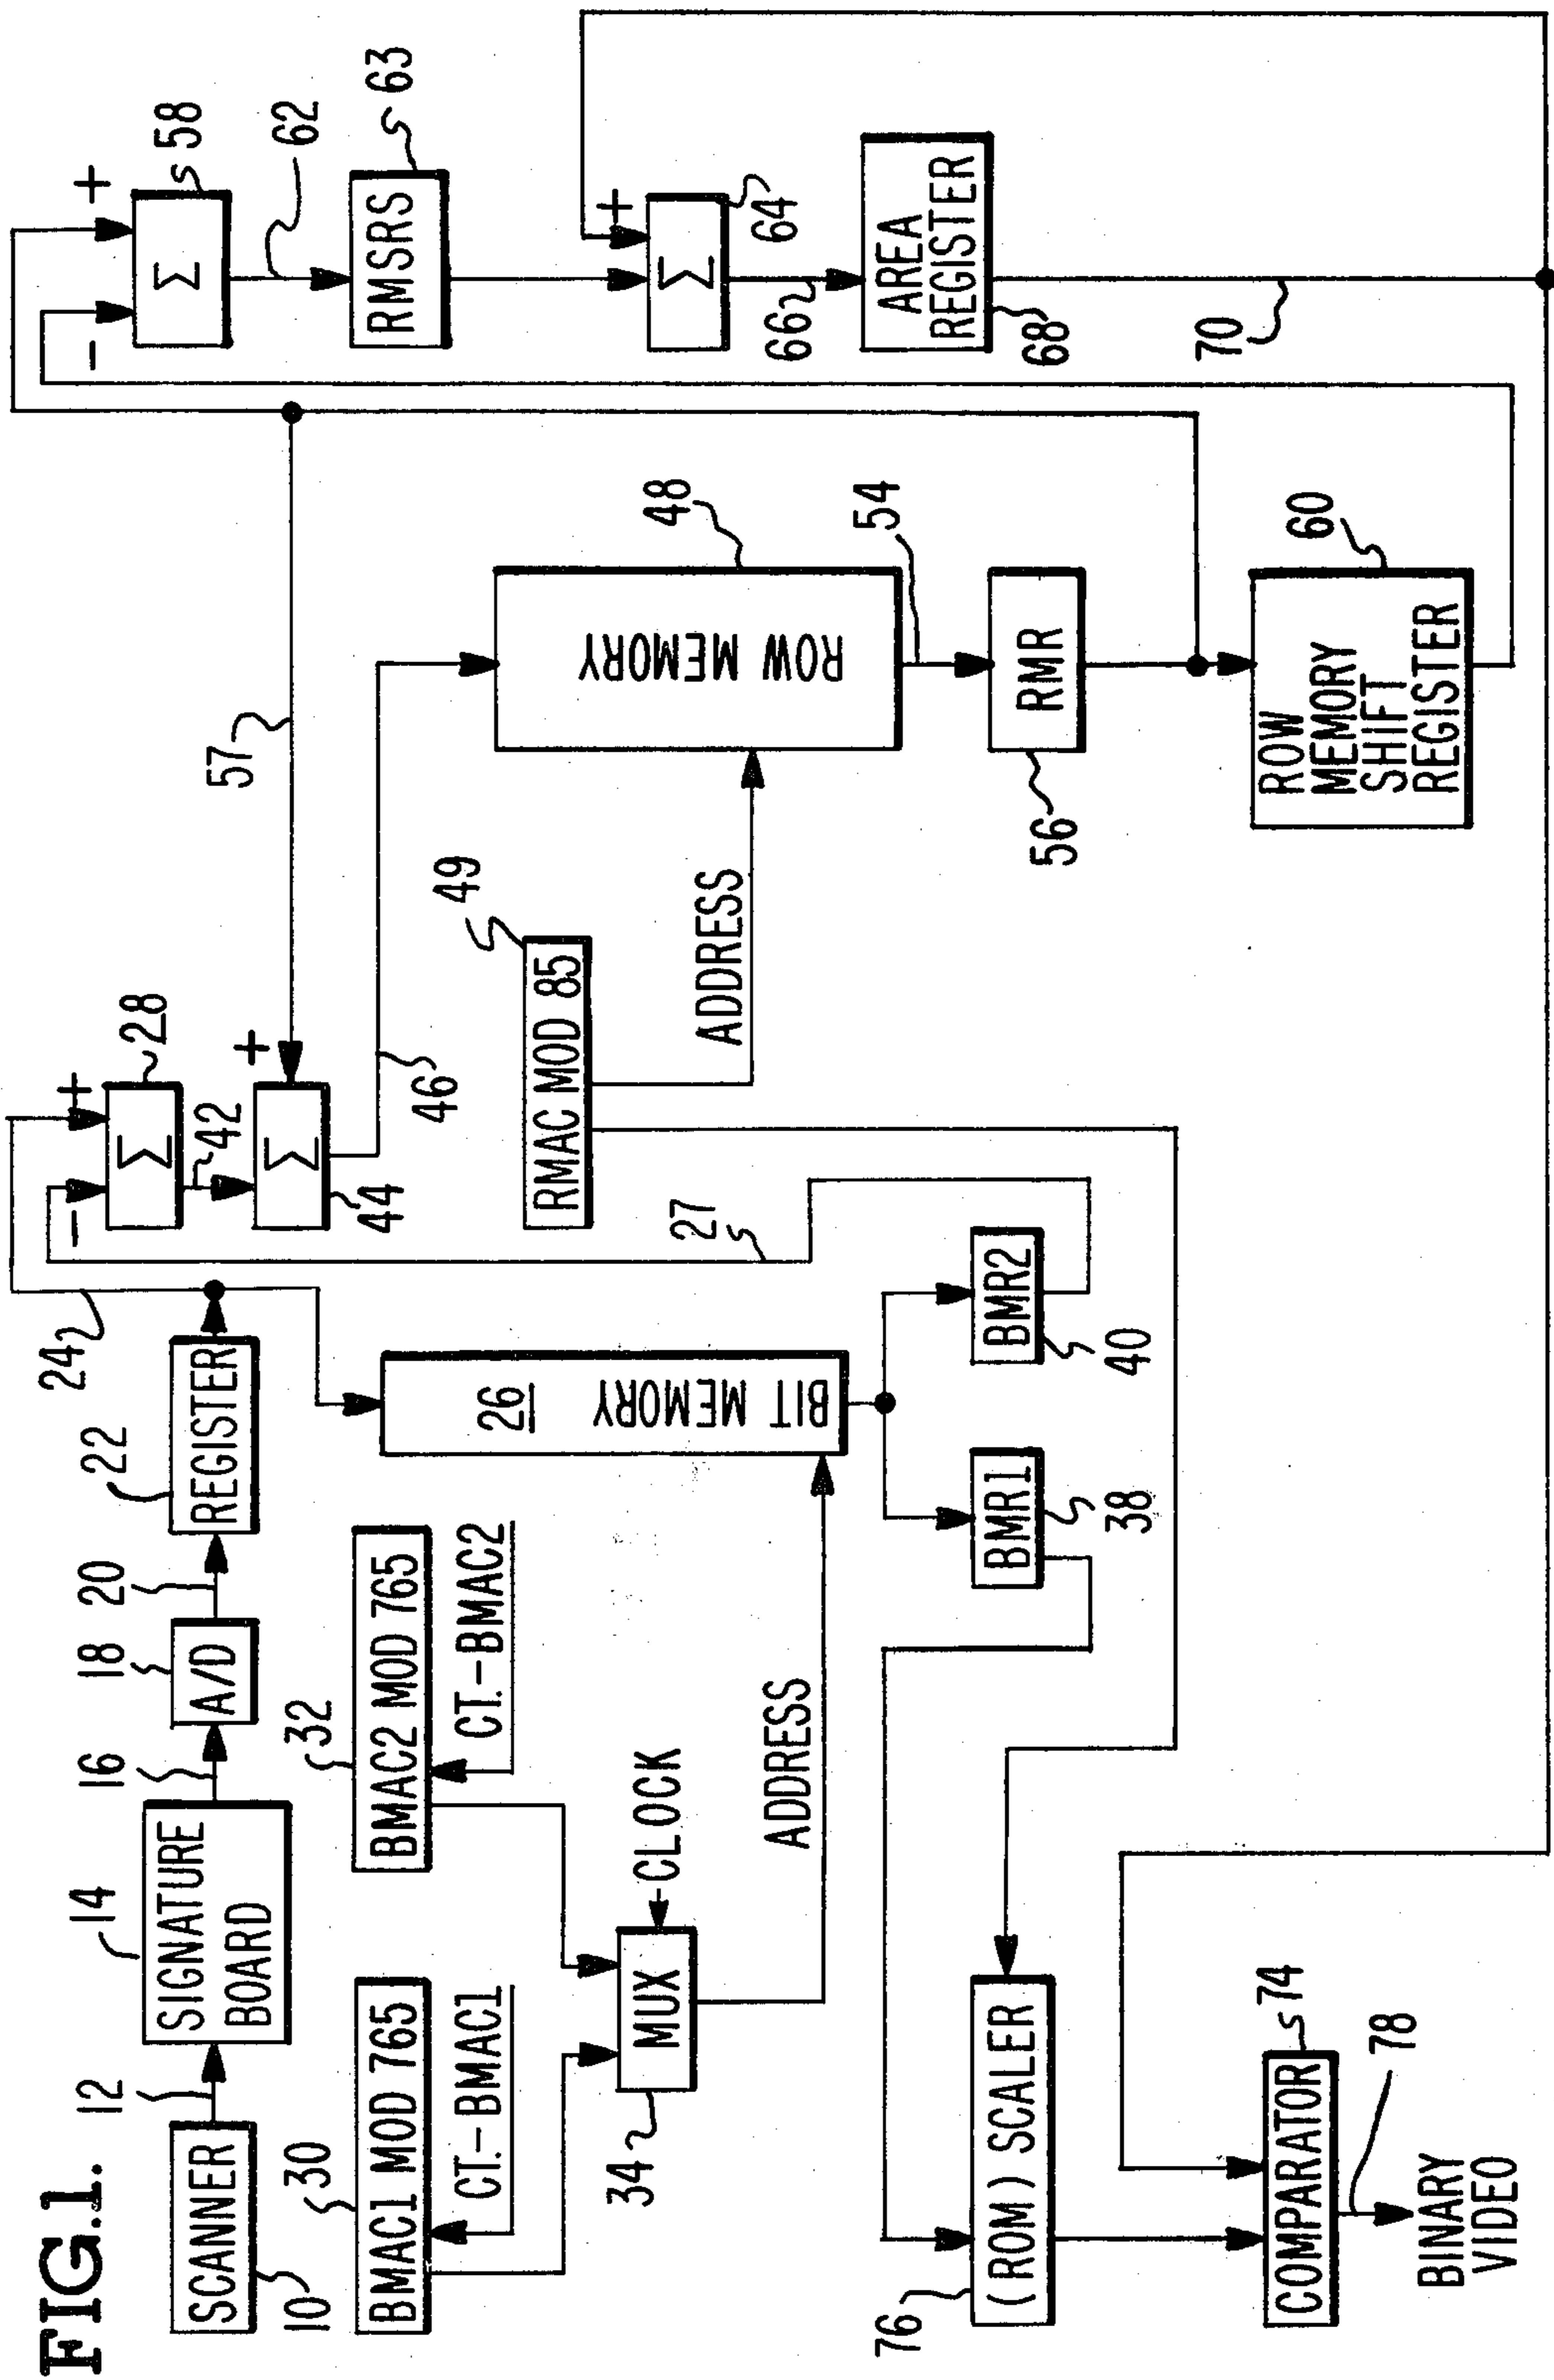 FIG.1.
SCANNER
10
12
SIGNATURE
BOARD
14
16
A/D
18
20
REGISTER
22
24
BMAC1 MOD 765
30
CT.-BMAC1
BMAC2 MOD 765
32
CT.-BMAC2
MUX
34
CLOCK
ADDRESS
26
BIT MEMORY
BMR1
38
BMR2
40
27
-
+
Σ
28
42
Σ
+
44
46
57
RMAC MOD 85
49
ADDRESS
ROW MEMORY
48
54
RMR
56
ROW
MEMORY
SHIFT
REGISTER
60
-
+
Σ
58
62
RMSRS
63
+
Σ
64
66
AREA
REGISTER
68
70
(ROM) SCALER
76
COMPARATOR
74
78
BINARY
VIDEO